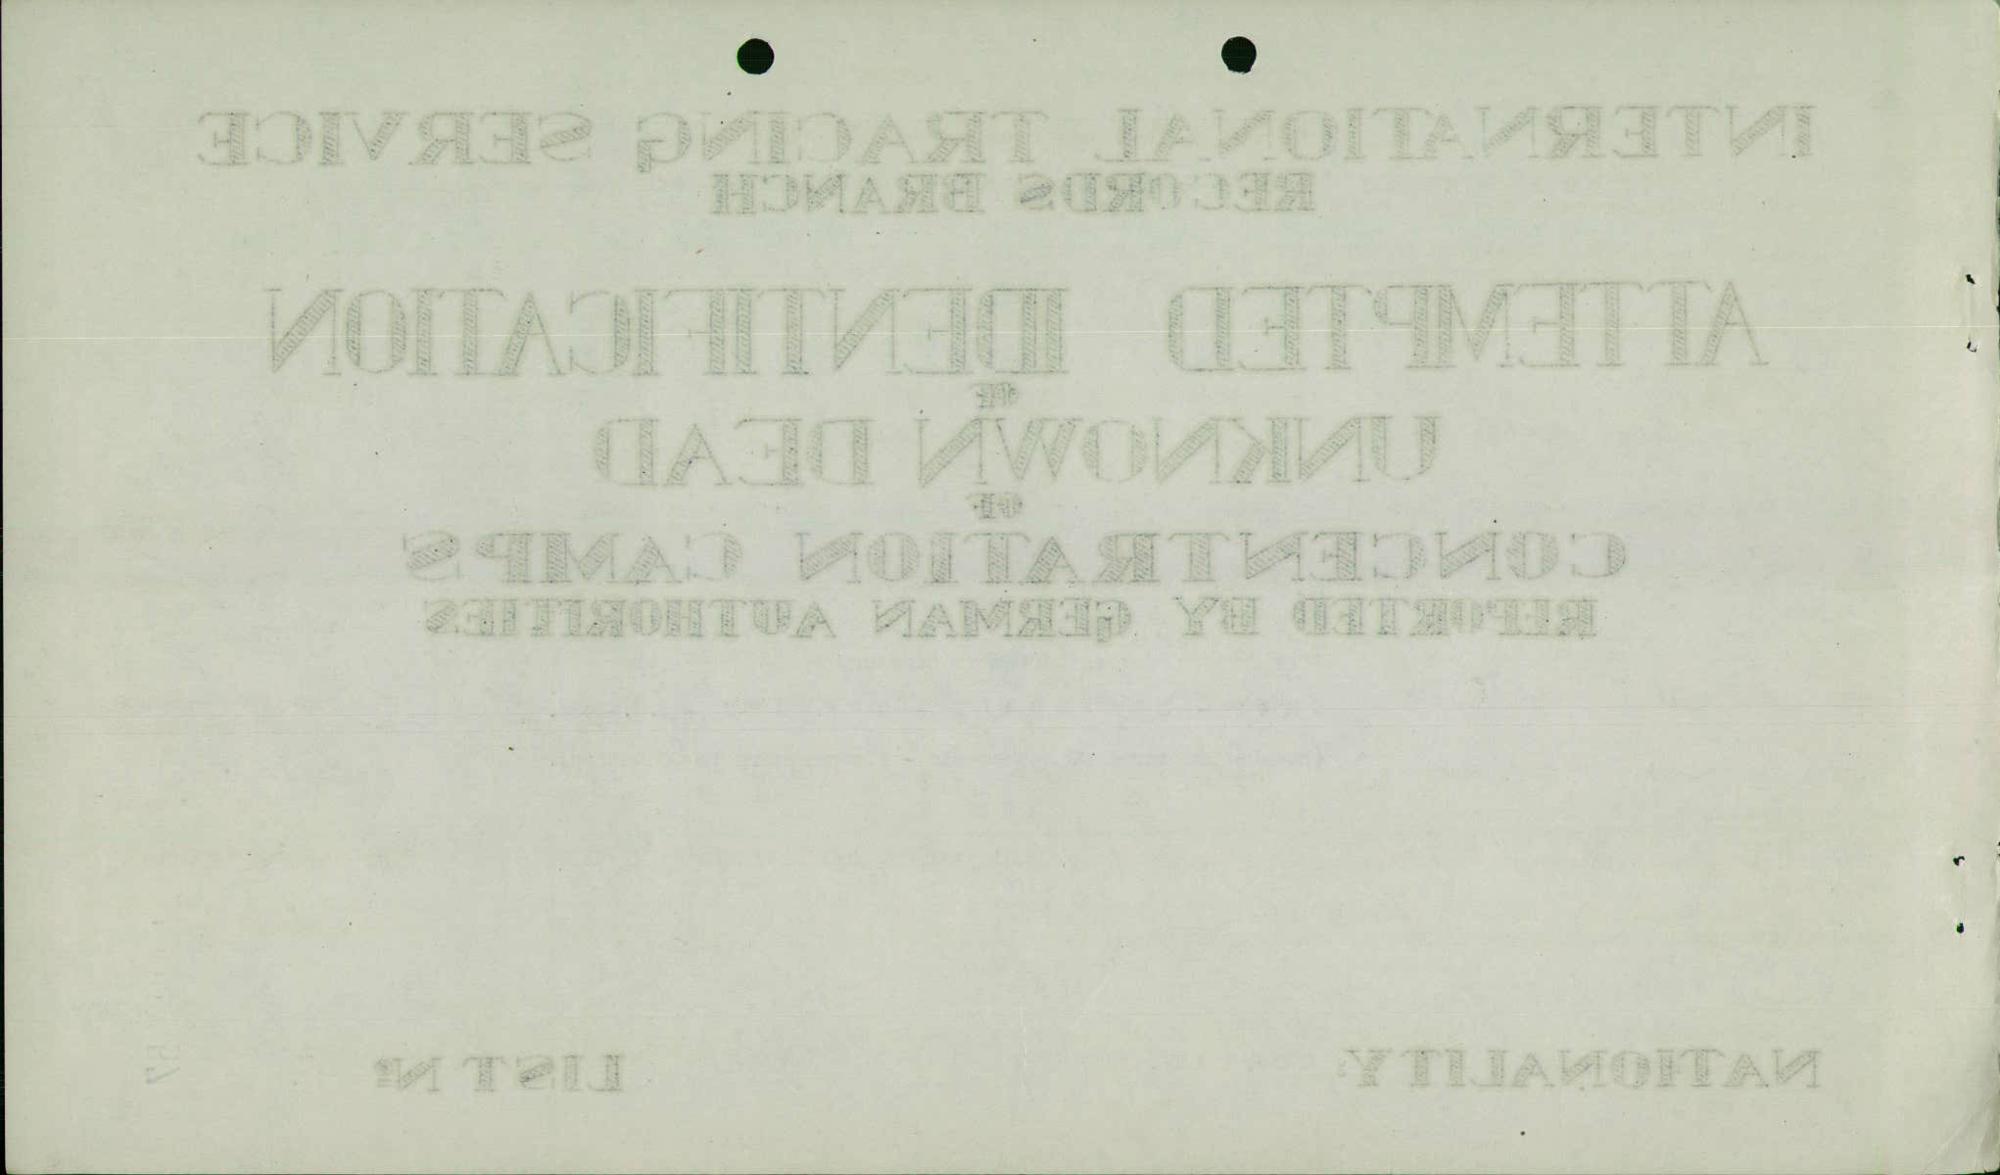 INTERNATIONAL TRACING SERVICE
RECORDS BRANCH
ATTEMPTED IDENTIFICATION
OF
UNKNOWN DEAD
OF
CONCENTRATION CAMPS
REPORTED BY GERMAN AUTHORITIES
NATIONALITY: LIST Nº: